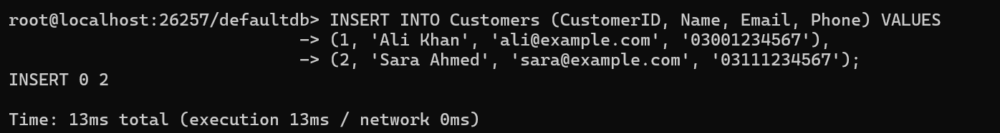 root@localhost:26257/defaultdb> INSERT INTO Customers (CustomerID, Name, Email, Phone) VALUES
-> (1, 'Ali Khan', 'ali@example.com', '03001234567'),
-> (2, 'Sara Ahmed', 'sara@example.com', '03111234567');
INSERT 0 2
Time: 13ms total (execution 13ms / network 0ms)